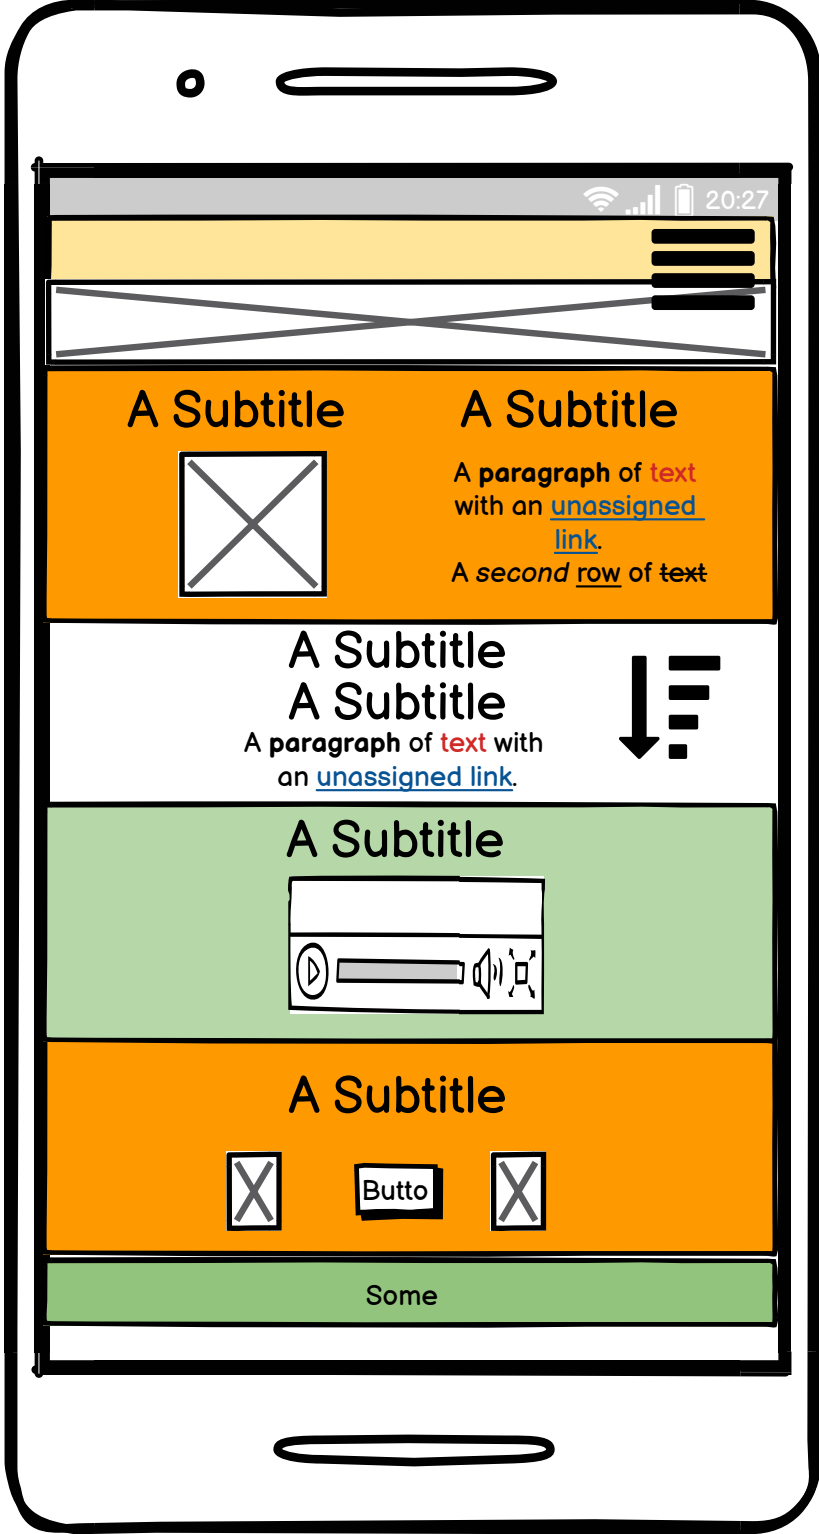 20:27
A Subtitle
A Subtitle
A paragraph of text
with an unassigned
link.
A second row of text
A Subtitle
A Subtitle
A paragraph of text with
an unassigned link.
A Subtitle
A Subtitle
Butto
Some